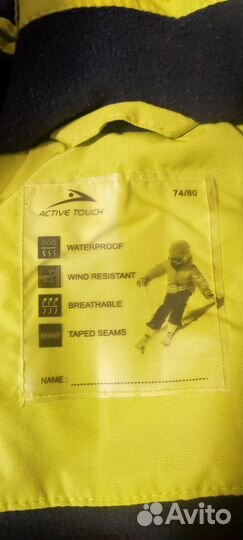 74/80
ACTIVE TOUCH
WATERPROOF
WIND RESISTANT
BREATHABLE
TAPED SEAMS
NAME :
Avito